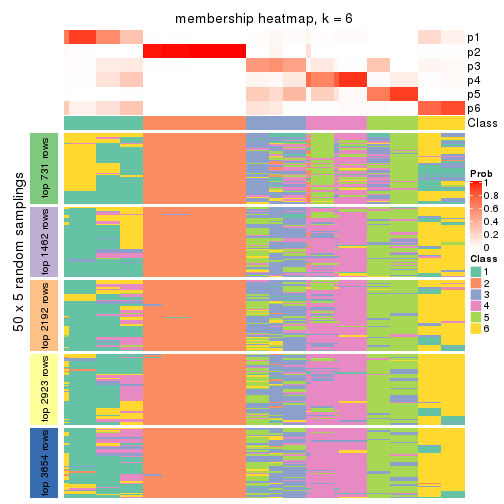 membership heatmap, k = 6
p1
p2
p3
p4
p5
p6
Class
50 x 5 random samplings
top 731 rows
top 1462 rows
top 2192 rows
top 2923 rows
top 3654 rows
Prob
1
0.8
0.6
0.4
0.2
0
Class
1
2
3
4
5
6